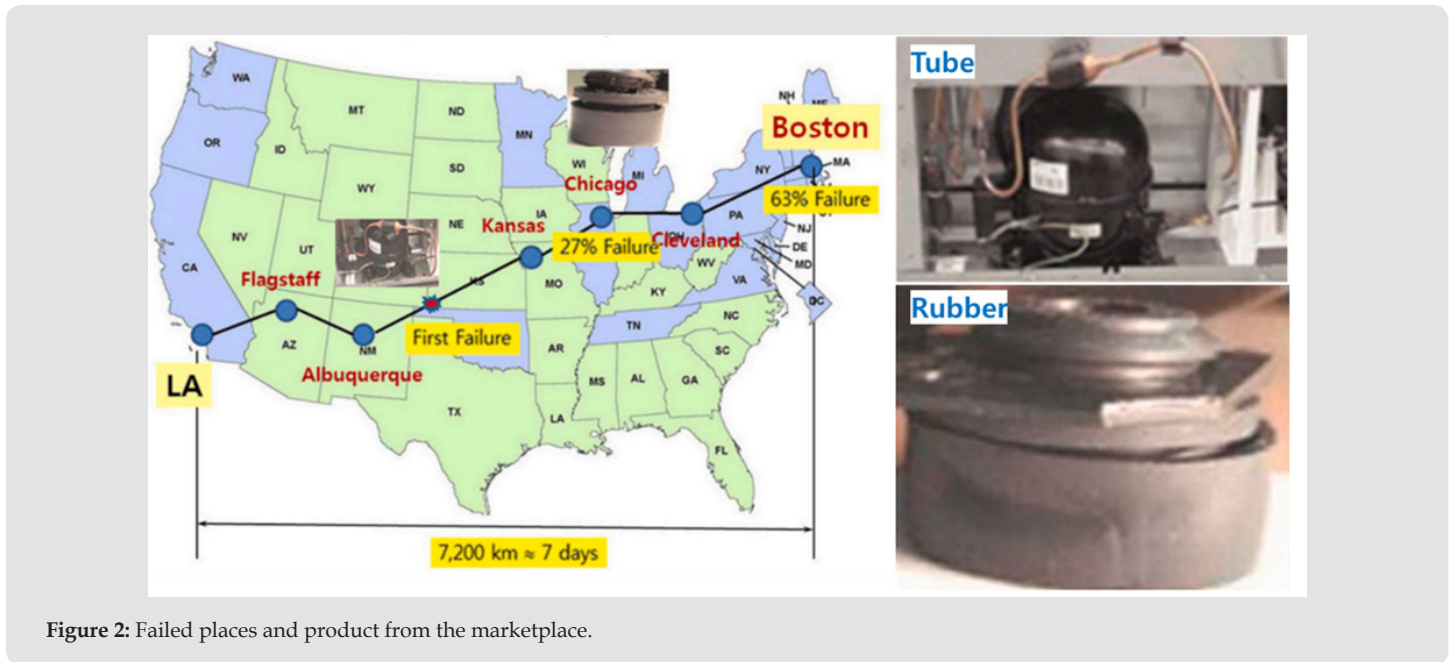 WA
OR
CA
ID
NV
UT
AZ
MT
WY
NM
ND
SD
NE
KS
TX
MN
IA
MO
AR
LA
WI
MI
KY
TN
MS
AL
GA
FL
SC
NC
VA
WV
PA
NY
NH
ME
MA
NJ
DE
MD
DC
OH
LA
Flagstaff
Albuquerque
First Failure
Kansas
27% Failure
Chicago
Cleveland
Boston
63% Failure
7,200 km ≈ 7 days
Tube
Rubber
Figure 2: Failed places and product from the marketplace.